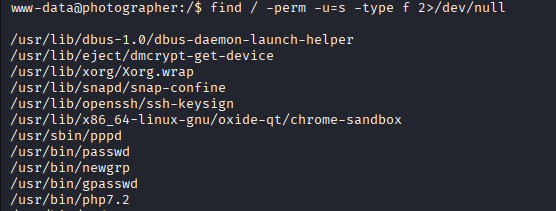 www-data@photographer:/$ find / -perm -u=s -type f 2>/dev/null
/usr/lib/dbus-1.0/dbus-daemon-launch-helper
/usr/lib/eject/dmcrypt-get-device
/usr/lib/xorg/Xorg.wrap
/usr/lib/snapd/snap-confine
/usr/lib/openssh/ssh-keysign
/usr/lib/x86_64-linux-gnu/oxide-qt/chrome-sandbox
/usr/sbin/pppd
/usr/bin/passwd
/usr/bin/newgrp
/usr/bin/gpasswd
/usr/bin/php7.2